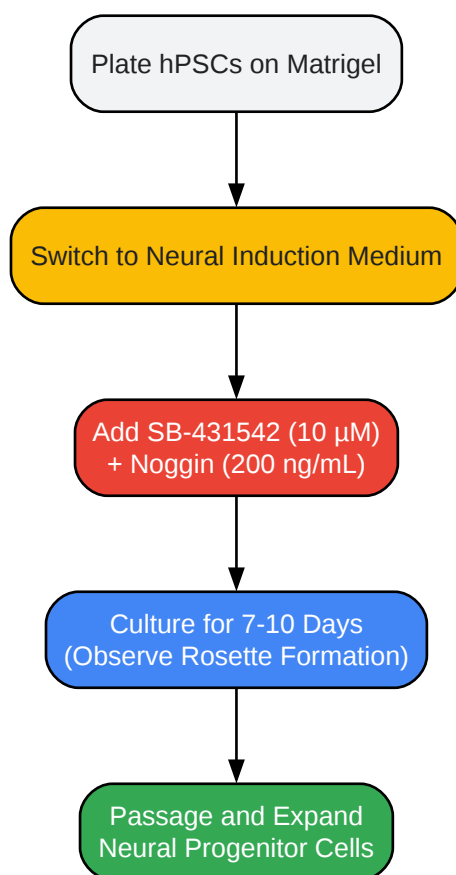 Plate hPSCs on Matrigel
Switch to Neural Induction Medium
Add SB-431542 (10 µM)
+ Noggin (200 ng/mL)
Culture for 7-10 Days
(Observe Rosette Formation)
Passage and Expand
Neural Progenitor Cells